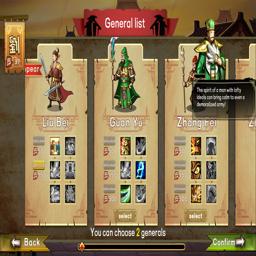 General list
Liu Bei
Guan Yu
Zhang Fei
The spirit of a man with lofty
ideals can bring calm to even a
demoralized army!
select
select
You can choose 2 generals
Back
Confirm